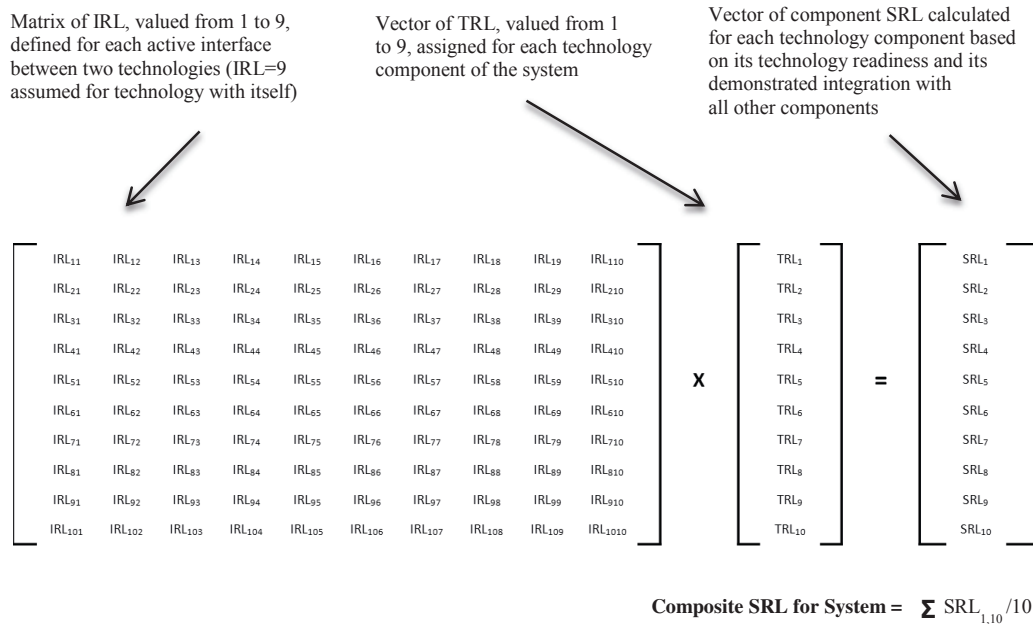 Matrix of IRL, valued from 1 to 9,
defined for each active interface
between two technologies (IRL=9
assumed for technology with itself)
Vector of TRL, valued from 1
to 9, assigned for each technology
component of the system
Vector of component SRL calculated
for each technology component based
on its technology readiness and its
demonstrated integration with
all other components
IRL11 IRL12 IRL13 IRL14 IRL15 IRL16 IRL17 IRL18 IRL19 IRL110 TRL1 SRL1
IRL21 IRL22 IRL23 IRL24 IRL25 IRL26 IRL27 IRL28 IRL29 IRL210 TRL2 SRL2
IRL31 IRL32 IRL33 IRL34 IRL35 IRL36 IRL37 IRL38 IRL39 IRL310 TRL3 SRL3
IRL41 IRL42 IRL43 IRL44 IRL45 IRL46 IRL47 IRL48 IRL49 IRL410 TRL4 SRL4
IRL51 IRL52 IRL53 IRL54 IRL55 IRL56 IRL57 IRL58 IRL59 IRL510 X TRL5 = SRL5
IRL61 IRL62 IRL63 IRL64 IRL65 IRL66 IRL67 IRL68 IRL69 IRL610 TRL6 SRL6
IRL71 IRL72 IRL73 IRL74 IRL75 IRL76 IRL77 IRL78 IRL79 IRL710 TRL7 SRL7
IRL81 IRL82 IRL83 IRL84 IRL85 IRL86 IRL87 IRL88 IRL89 IRL810 TRL8 SRL8
IRL91 IRL92 IRL93 IRL94 IRL95 IRL96 IRL97 IRL98 IRL99 IRL910 TRL9 SRL9
IRL101 IRL102 IRL103 IRL104 IRL105 IRL106 IRL107 IRL108 IRL109 IRL1010 TRL10 SRL10
Composite SRL for System = Σ SRL1,10 /10